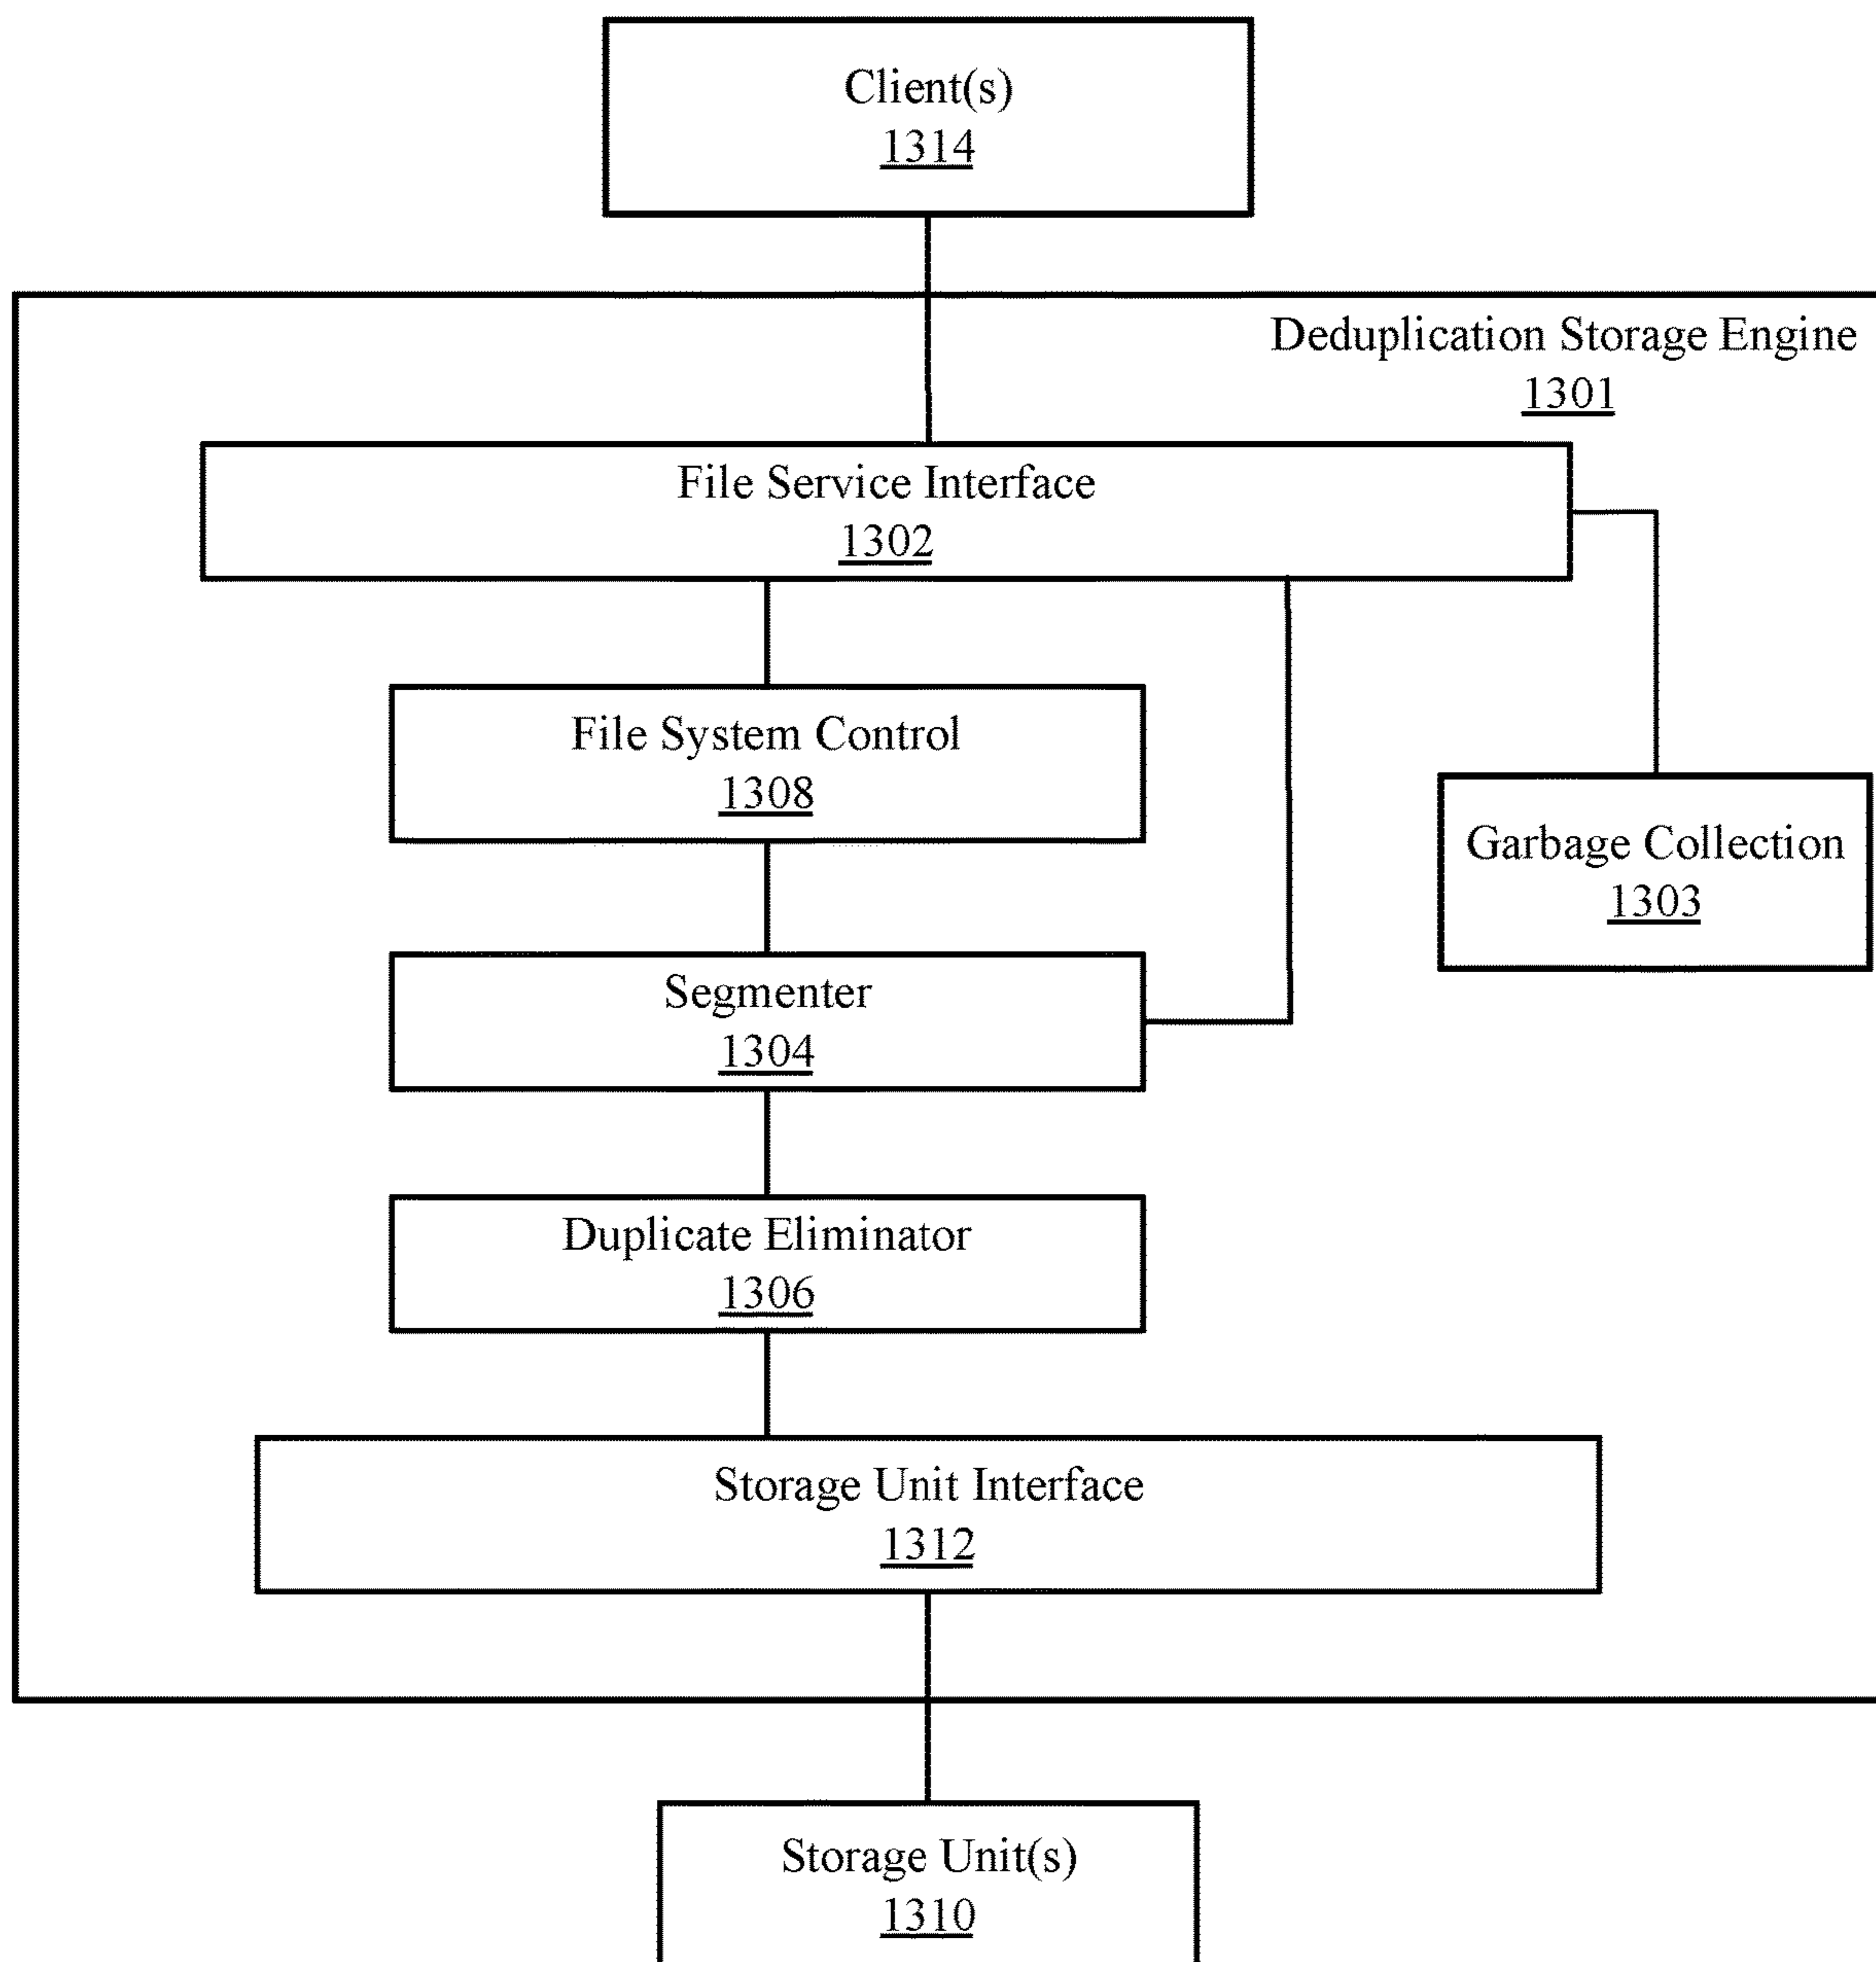 Client(s)
1314
Deduplication Storage Engine
1301
File Service Interface
1302
File System Control
1308
Garbage Collection
1303
Segmenter
1304
Duplicate Eliminator
1306
Storage Unit Interface
1312
Storage Unit(s)
1310